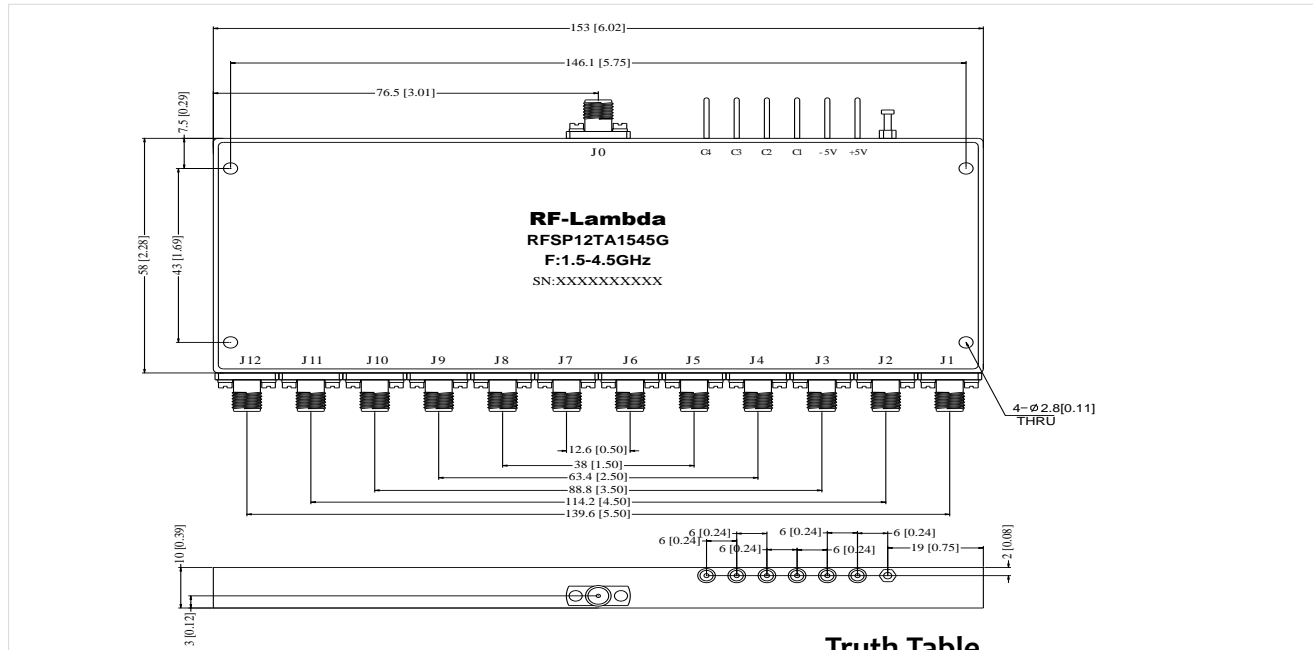 153 [6.02]
146.1 [5.75]
76.5 [3.01]
7.5 [0.29]
J0
C4 C3 C2 C1 -5V +5V
RF-Lambda
RFSP12TA1545G
F:1.5-4.5GHz
SN:XXXXXXXXXX
58 [2.28]
43 [1.69]
J12 J11 J10 J9 J8 J7 J6 J5 J4 J3 J2 J1
4-Ø2.8[0.11]
THRU
12.6 [0.50]
38 [1.50]
63.4 [2.50]
88.8 [3.50]
114.2 [4.50]
139.6 [5.50]
10 [0.39]
3 [0.12]
6 [0.24] 6 [0.24] 6 [0.24] 6 [0.24] 6 [0.24] 6 [0.24]
19 [0.75]
2 [0.08]
Truth Table